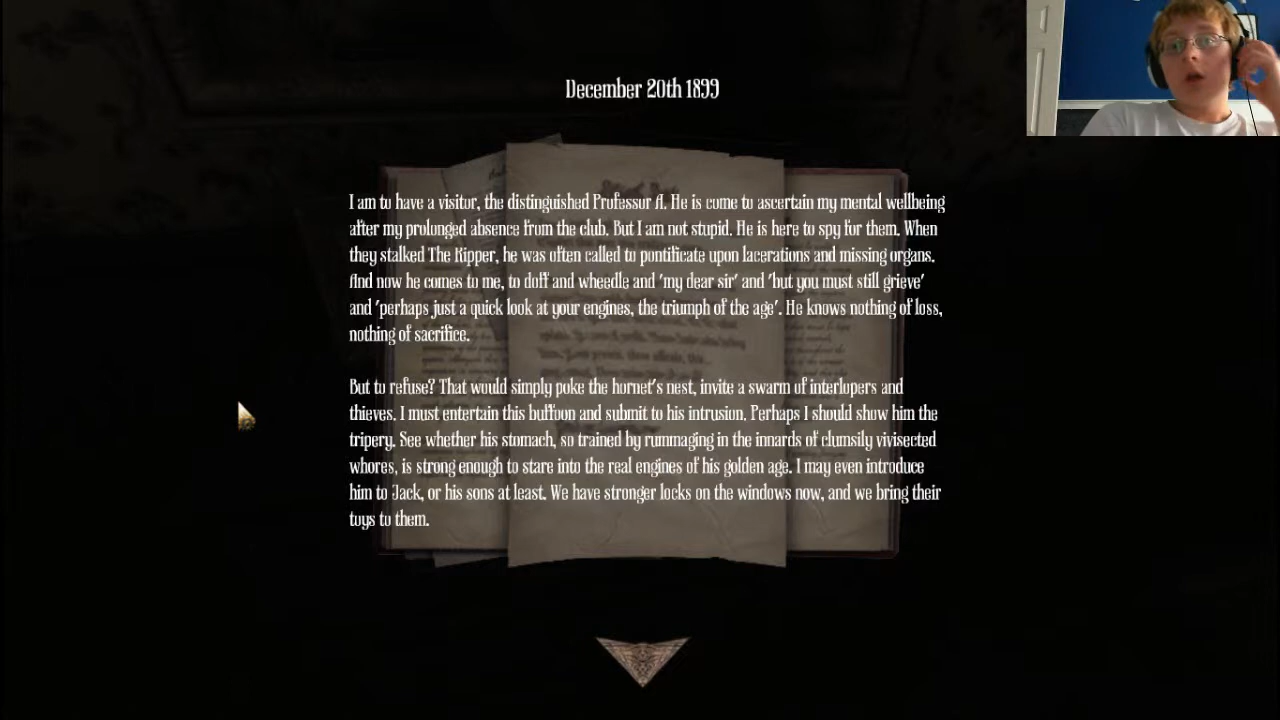 December 20th 1899
I am to have a visitor, the distinguished Professor A. He is come to ascertain my mental wellbeing
after my prolonged absence from the club. But I am not stupid. He is here to spy for them. When
they stalked The Ripper, he was often called to pontificate upon lacerations and missing organs.
And now he comes to me, to doff and wheedle and 'my dear sir' and 'but you must still grieve'
and 'perhaps just a quick look at your engines, the triumph of the age'. He knows nothing of loss,
nothing of sacrifice.
But to refuse? That would simply poke the hornet's nest, invite a swarm of interlopers and
thieves. I must entertain this buffoon and submit to his intrusion. Perhaps I should show him the
tripery. See whether his stomach, so trained by rummaging in the innards of clumsily vivisected
whores, is strong enough to stare into the real engines of his golden age. I may even introduce
him to Jack, or his sons at least. We have stronger locks on the windows now, and we bring their
toys to them.